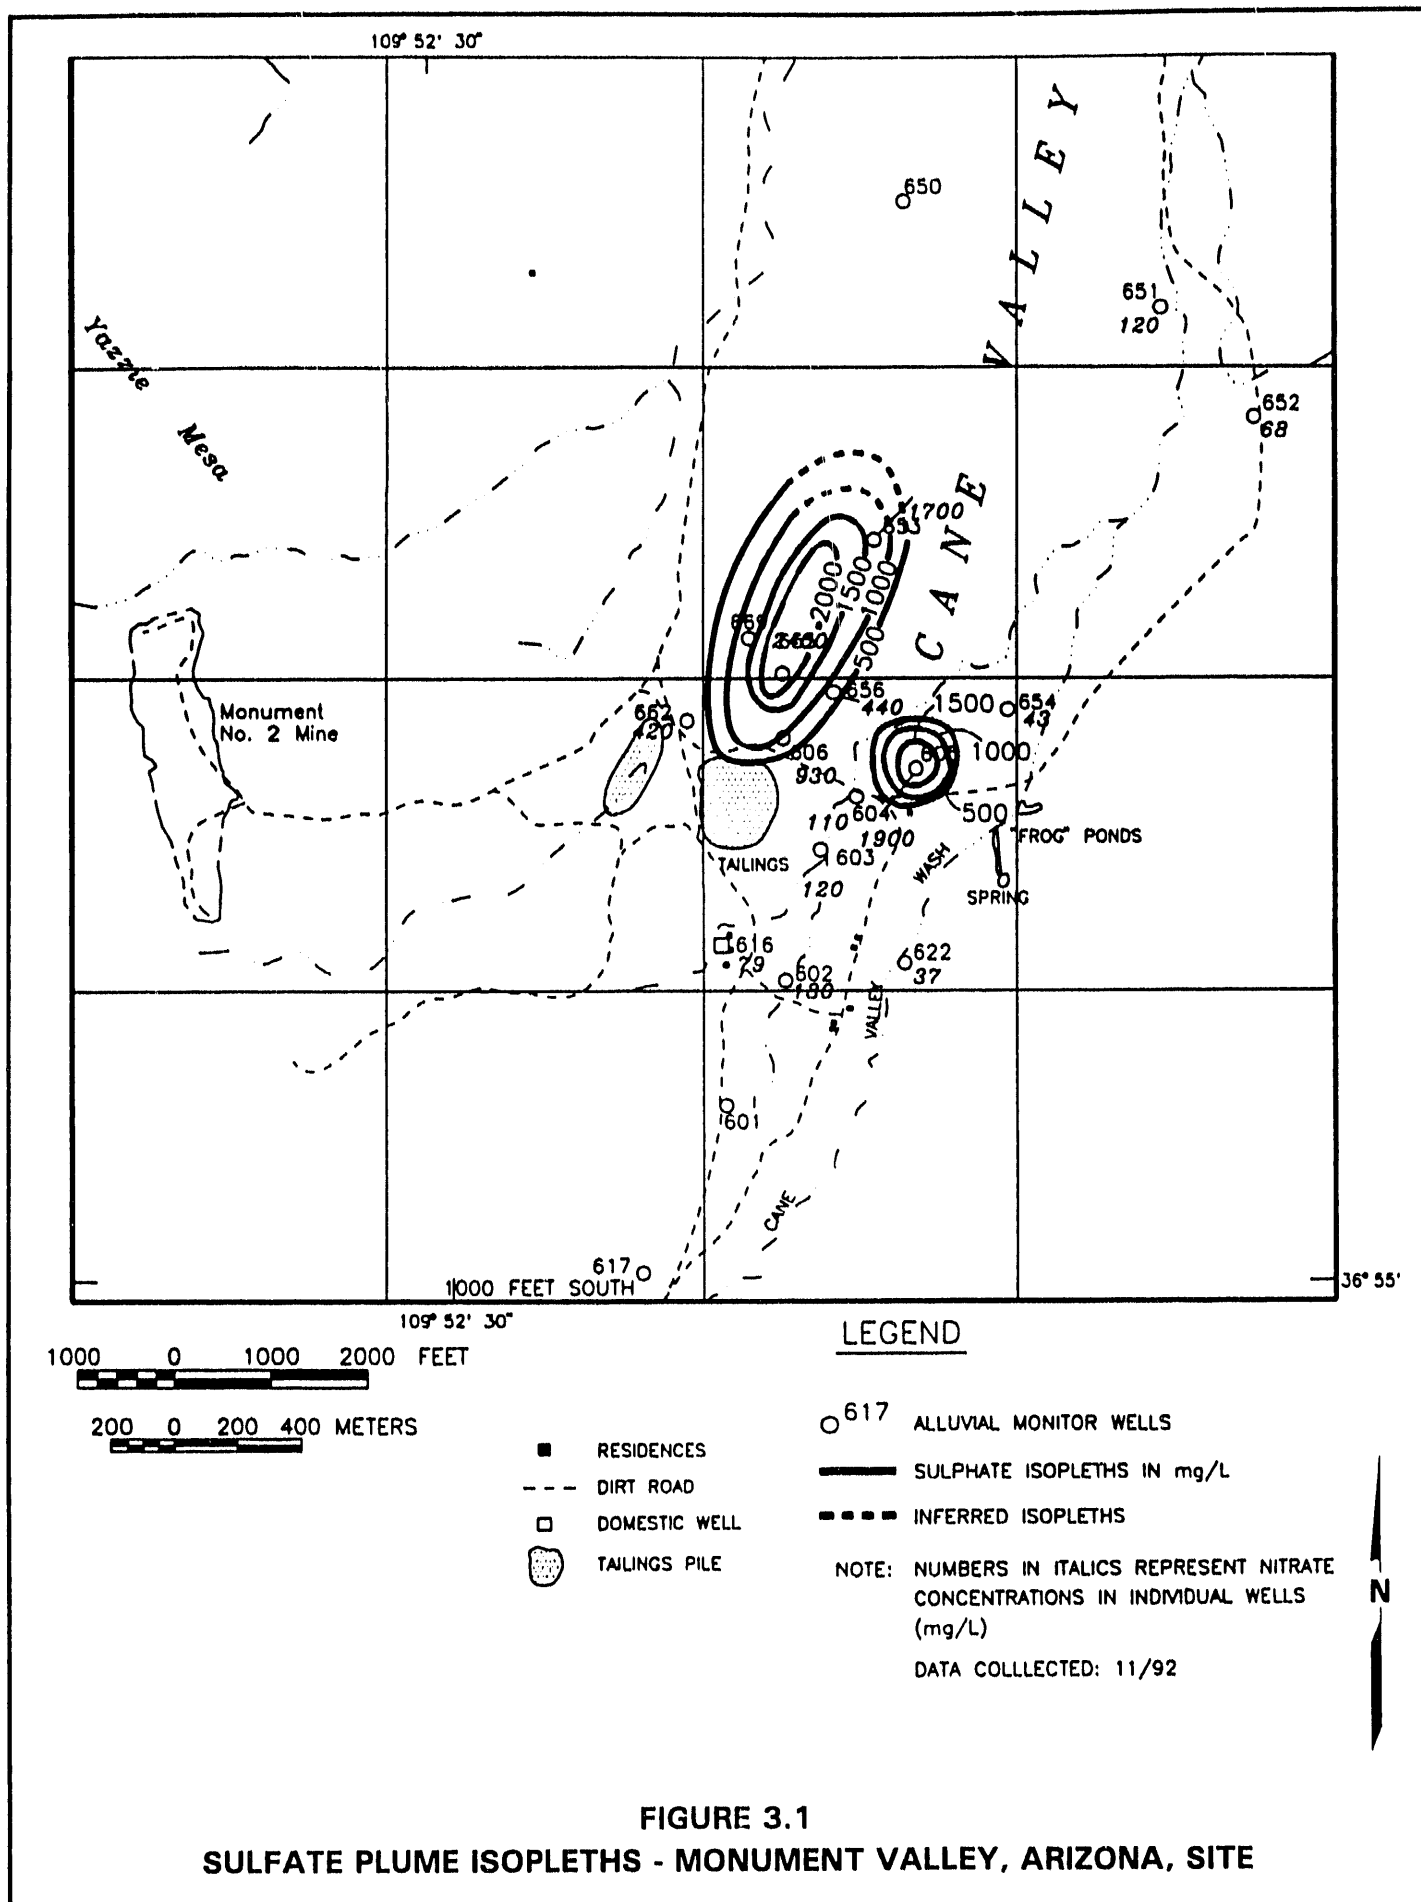 109° 52' 30"
650
VALLEY
651
120
Yazzie
Mesa
652
68
1700
653
CANE
2000
1500
1000
500
669
656
440
1500
654
43
662
420
Monument
No. 2 Mine
606
930
1000
500
110
604
1900
"FROG" PONDS
603
120
TAILINGS
WASH
SPRING
616
79
602
180
622
37
VALLEY
601
CANE
617
1000 FEET SOUTH
36° 55'
109° 52' 30"
LEGEND
1000 0 1000 2000 FEET
200 0 200 400 METERS
617 ALLUVIAL MONITOR WELLS
RESIDENCES
SULPHATE ISOPLETHS IN mg/L
DIRT ROAD
INFERRED ISOPLETHS
DOMESTIC WELL
TAILINGS PILE
NOTE: NUMBERS IN ITALICS REPRESENT NITRATE
CONCENTRATIONS IN INDIVIDUAL WELLS
(mg/L)
DATA COLLLECTED: 11/92
N
FIGURE 3.1
SULFATE PLUME ISOPLETHS - MONUMENT VALLEY, ARIZONA, SITE